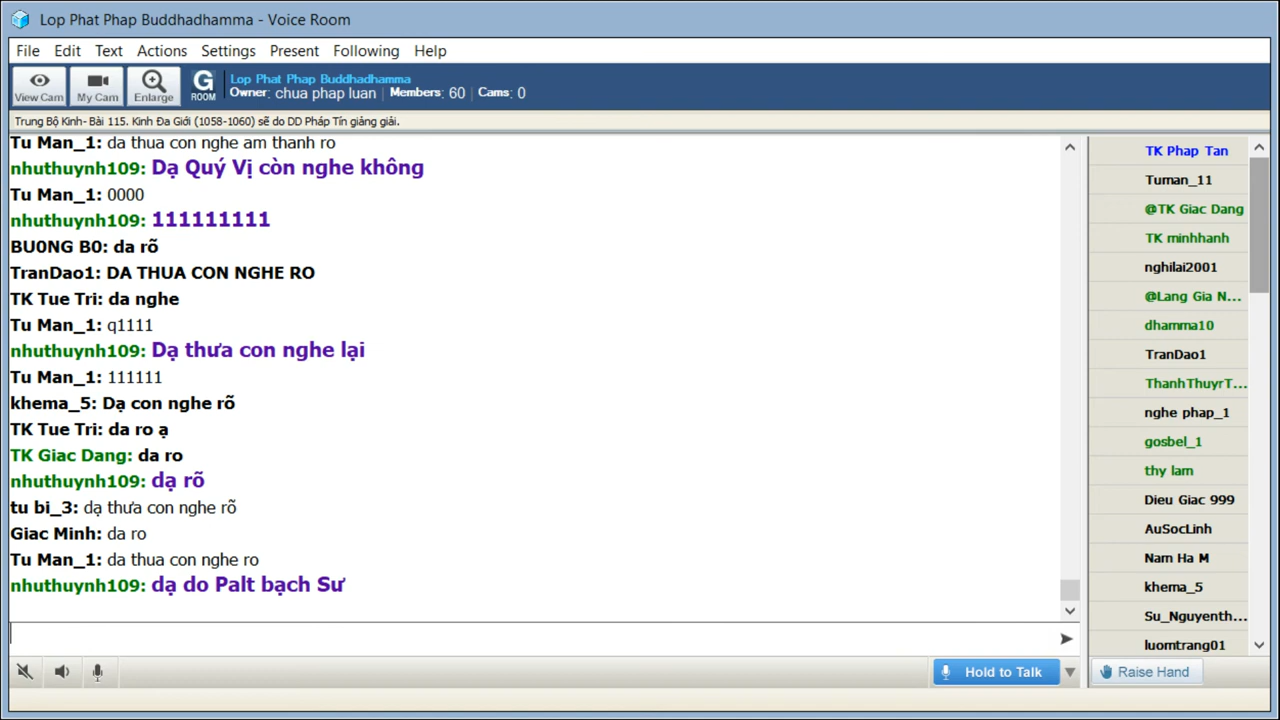 Lop Phat Phap Buddhadhamma - Voice Room
File Edit Text Actions Settings Present Following Help
View Cam My Cam Enlarge G ROOM
Lop Phat Phap Buddhadhamma
Owner: chua phap luan | Members: 60 | Cams: 0
Trung Bộ Kinh- Bài 115. Kinh Đa Giới (1058-1060) sẽ do DD Pháp Tín giảng giải.
Tu Man_1: da thua con nghe am thanh ro
nhuthuynh109: Dạ Quý Vị còn nghe không
Tu Man_1: 0000
nhuthuynh109: 111111111
BU0NG B0: da rõ
TranDao1: DA THUA CON NGHE RO
TK Tue Tri: da nghe
Tu Man_1: q1111
nhuthuynh109: Dạ thưa con nghe lại
Tu Man_1: 111111
khema_5: Dạ con nghe rõ
TK Tue Tri: da ro ạ
TK Giac Dang: da ro
nhuthuynh109: dạ rõ
tu bi_3: dạ thưa con nghe rõ
Giac Minh: da ro
Tu Man_1: da thua con nghe ro
nhuthuynh109: dạ do Palt bạch Sư
TK Phap Tan
Tuman_11
@TK Giac Dang
TK minhhanh
nghilai2001
@Lang Gia N...
dhamma10
TranDao1
ThanhThuyrT...
nghe phap_1
gosbel_1
thy lam
Dieu Giac 999
AuSocLinh
Nam Ha M
khema_5
Su_Nguyenth...
luomtrang01
Hold to Talk
Raise Hand